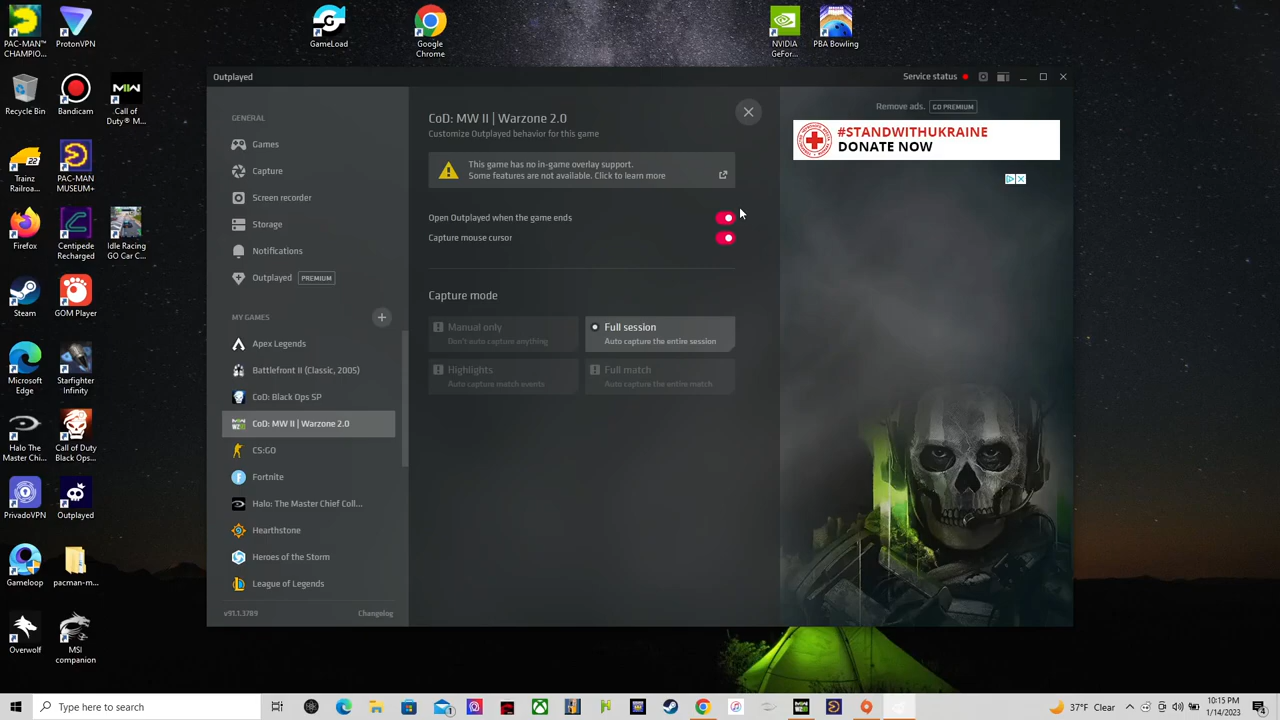 PAC-MAN™
CHAMPIO...
ProtonVPN
GameLoad
Google
Chrome
NVIDIA
GeFor...
PBA Bowling
Recycle Bin
Bandicam
Call of
Duty® M...
Trainz
Railroa...
PAC-MAN
MUSEUM+
Firefox
Centipede
Recharged
Idle Racing
GO Car C...
Steam
GOM Player
Microsoft
Edge
Starfighter
Infinity
Halo The
Master Chi...
Call of Duty
Black Ops...
PrivadoVPN
Outplayed
Gameloop
pacman-m...
Overwolf
MSI
companion
Outplayed
Service status
GENERAL
Games
Capture
Screen recorder
Storage
Notifications
Outplayed PREMIUM
MY GAMES
Apex Legends
Battlefront II (Classic, 2005)
CoD: Black Ops SP
CoD: MW II | Warzone 2.0
CS:GO
Fortnite
Halo: The Master Chief Coll...
Hearthstone
Heroes of the Storm
League of Legends
v91.1.3789
Changelog
CoD: MW II | Warzone 2.0
Customize Outplayed behavior for this game
This game has no in-game overlay support.
Some features are not available. Click to learn more
Open Outplayed when the game ends
Capture mouse cursor
Capture mode
Manual only
Don't auto capture anything
Full session
Auto capture the entire session
Highlights
Auto capture match events
Full match
Auto capture the entire match
Remove ads. GO PREMIUM
#STANDWITHUKRAINE
DONATE NOW
Type here to search
37°F Clear
10:15 PM
1/14/2023